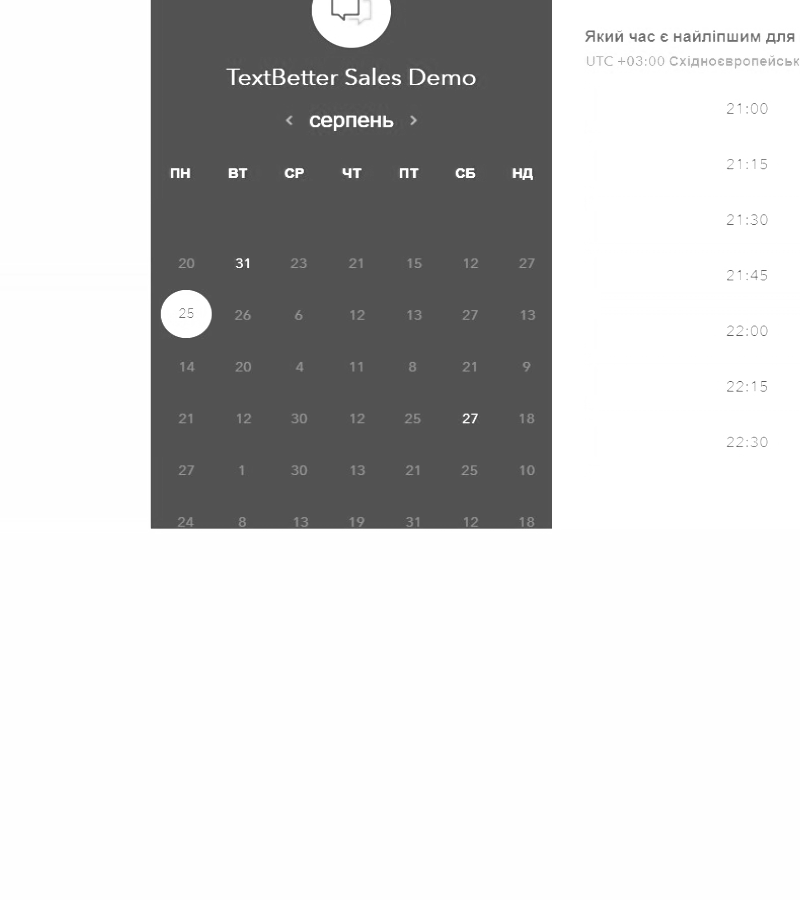 TextBetter Sales Demo
< серпень >
ПН ВТ СР ЧТ ПТ СБ НД
20 31 23 21 15 12 27
25 26 6 12 13 27 13
14 20 4 11 8 21 9
21 12 30 12 25 27 18
27 1 30 13 21 25 10
24 8 13 19 31 12 18
Який час є найліпшим для
UTC +03:00 Східноєвропейськ
21:00
21:15
21:30
21:45
22:00
22:15
22:30